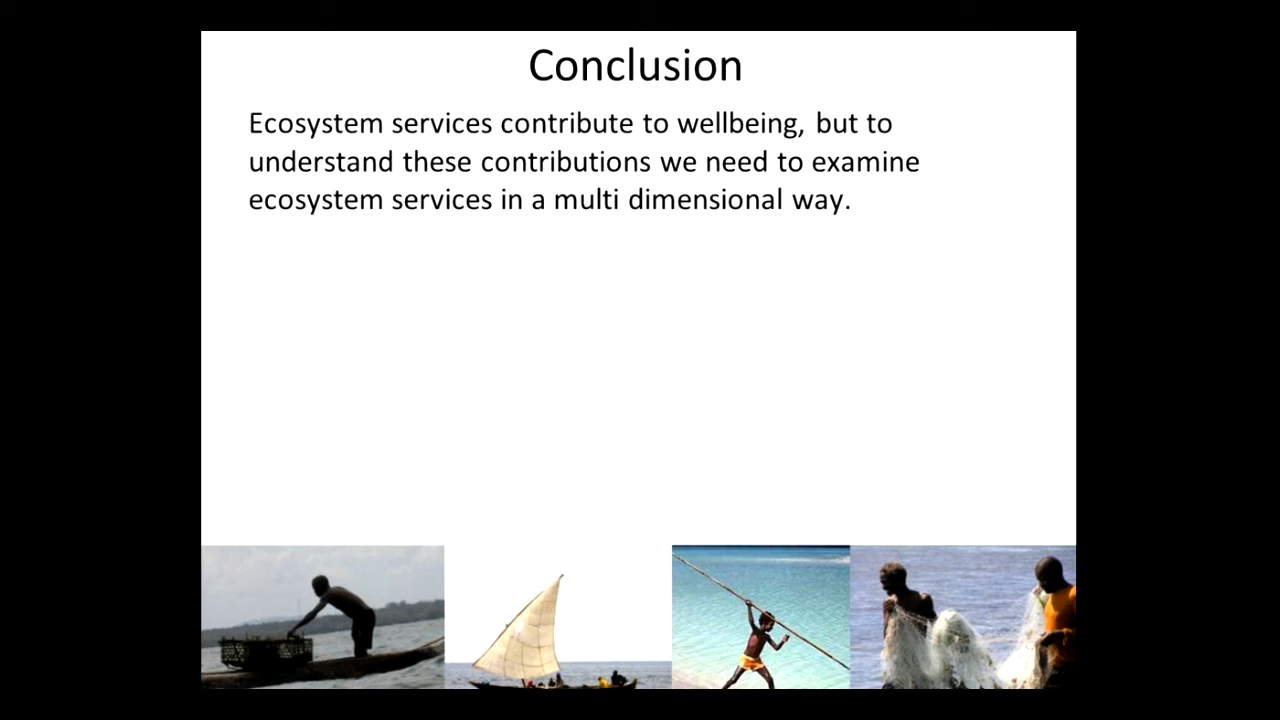 Conclusion
Ecosystem services contribute to wellbeing, but to
understand these contributions we need to examine
ecosystem services in a multi dimensional way.